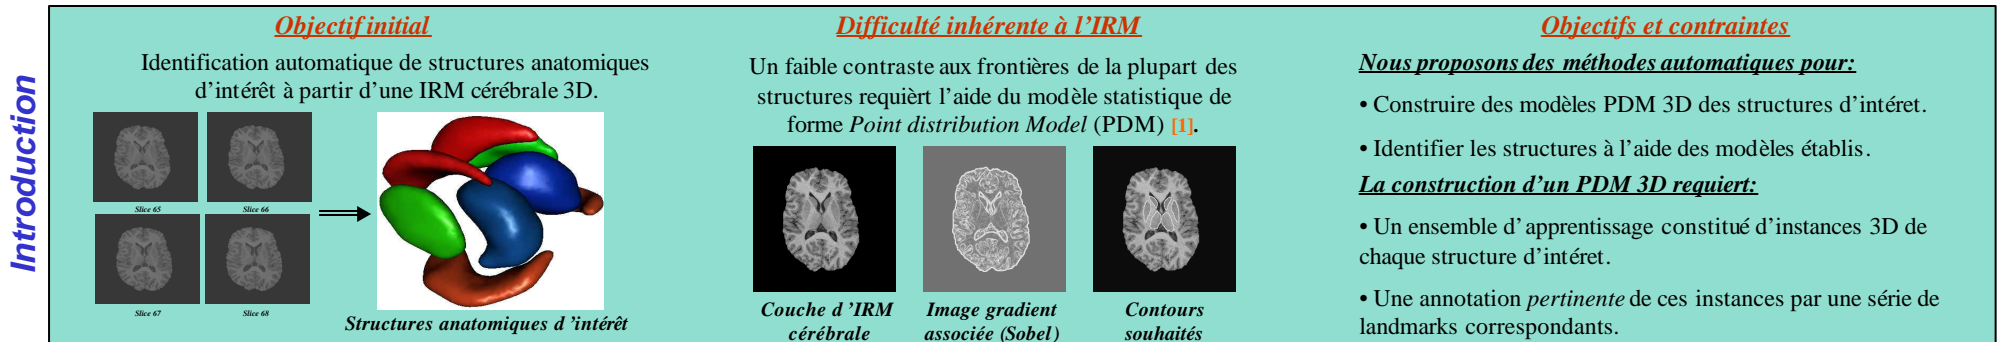 Introduction
Objectif initial
Identification automatique de structures anatomiques
d’intérêt à partir d’une IRM cérébrale 3D.
Slice 65
Slice 66
Slice 67
Slice 68
Structures anatomiques d ’intérêt
Difficulté inhérente à l’IRM
Un faible contraste aux frontières de la plupart des
structures requièrt l’aide du modèle statistique de
forme Point distribution Model (PDM) [1].
Couche d ’IRM
cérébrale
Image gradient
associée (Sobel)
Contours
souhaités
Objectifs et contraintes
Nous proposons des méthodes automatiques pour:
• Construire des modèles PDM 3D des structures d’intéret.
• Identifier les structures à l’aide des modèles établis.
La construction d’un PDM 3D requiert:
• Un ensemble d’apprentissage constitué d’instances 3D de
chaque structure d’intéret.
• Une annotation pertinente de ces instances par une série de
landmarks correspondants.